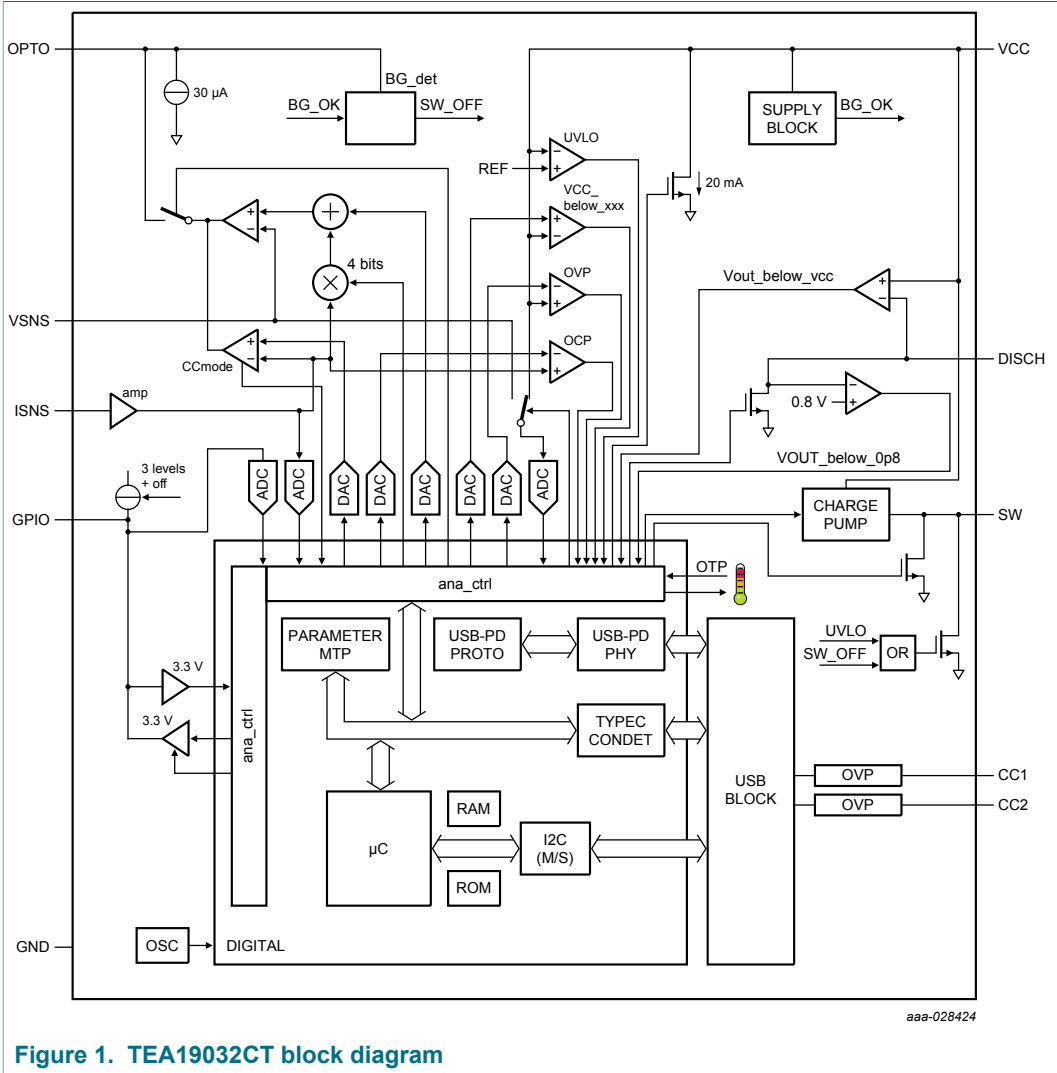 OPTO
VCC
30 µA
BG_det
BG_OK
SW_OFF
SUPPLY
BLOCK
BG_OK
UVLO
REF
20 mA
VCC_
below_xxx
+
4 bits
×
Vout_below_vcc
OVP
VSNS
OCP
CCmode
DISCH
amp
ISNS
0.8 V
3 levels
+ off
VOUT_below_0p8
ADC
ADC
DAC
DAC
DAC
DAC
DAC
ADC
GPIO
CHARGE
PUMP
SW
ana_ctrl
OTP
PARAMETER
MTP
USB-PD
PROTO
USB-PD
PHY
UVLO
SW_OFF
OR
3.3 V
3.3 V
ana_ctrl
TYPEC
CONDET
USB
BLOCK
OVP
CC1
OVP
CC2
RAM
µC
I2C
(M/S)
ROM
GND
OSC
DIGITAL
aaa-028424
Figure 1. TEA19032CT block diagram